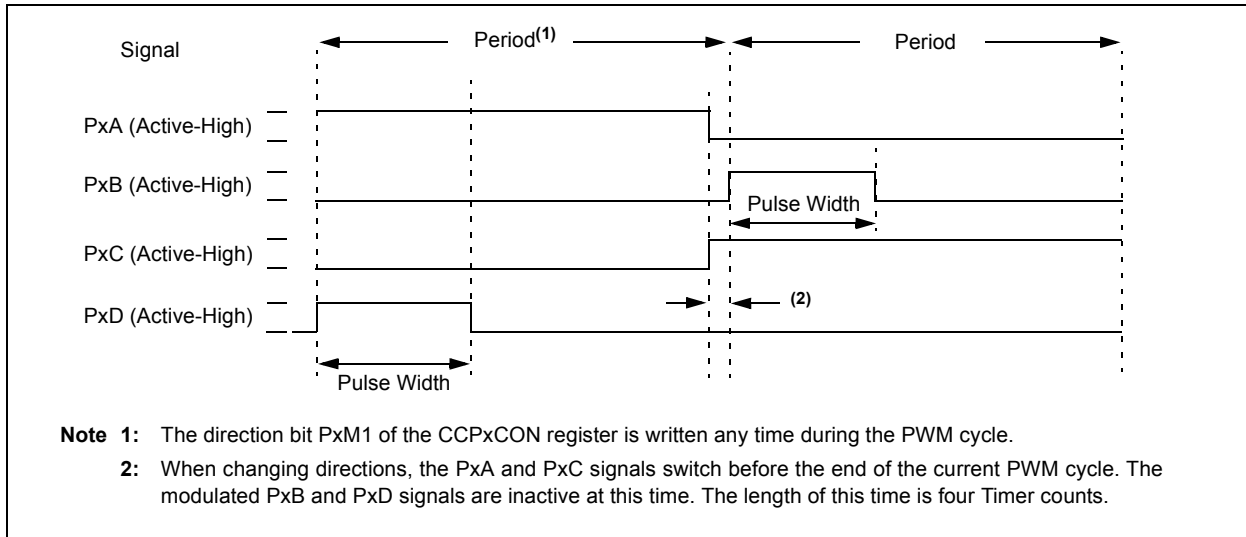 Signal
Period(1)
Period
PxA (Active-High)
PxB (Active-High)
Pulse Width
PxC (Active-High)
(2)
PxD (Active-High)
Pulse Width
Note 1: The direction bit PxM1 of the CCPxCON register is written any time during the PWM cycle.
2: When changing directions, the PxA and PxC signals switch before the end of the current PWM cycle. The
modulated PxB and PxD signals are inactive at this time. The length of this time is four Timer counts.